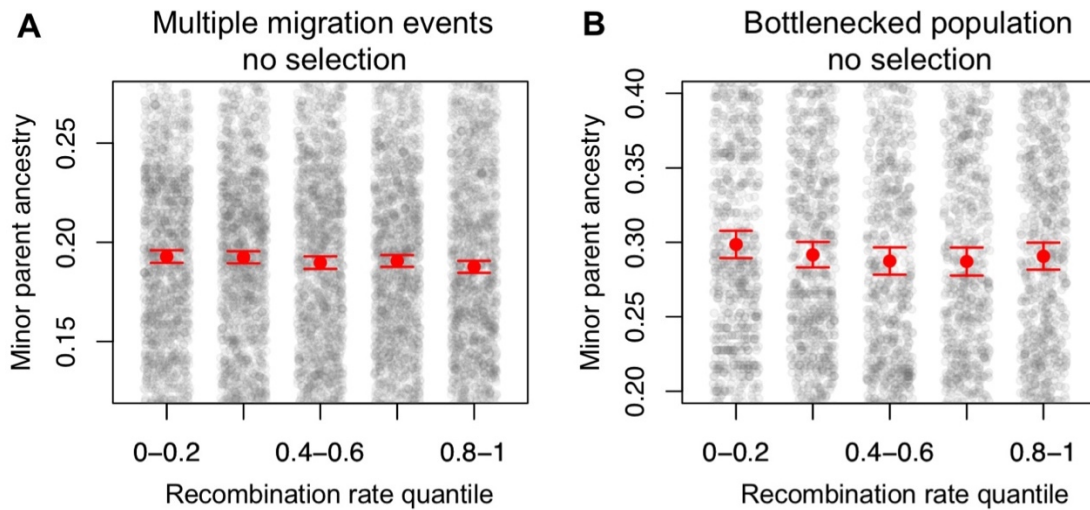 A
Multiple migration events
no selection
Minor parent ancestry
0.25
0.20
0.15
0–0.2
0.4–0.6
0.8–1
Recombination rate quantile
B
Bottlenecked population
no selection
Minor parent ancestry
0.40
0.35
0.30
0.25
0.20
0–0.2
0.4–0.6
0.8–1
Recombination rate quantile